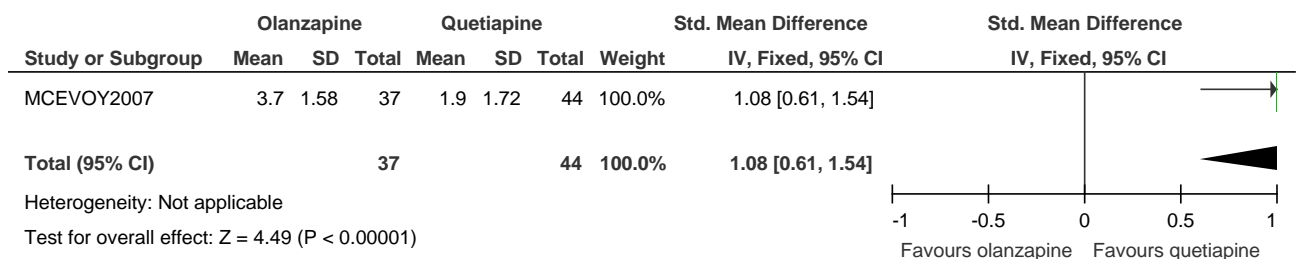 Olanzapine Quetiapine Std. Mean Difference Std. Mean Difference
Study or Subgroup Mean SD Total Mean SD Total Weight IV, Fixed, 95% CI IV, Fixed, 95% CI
MCEVOY2007 3.7 1.58 37 1.9 1.72 44 100.0% 1.08 [0.61, 1.54]
Total (95% CI) 37 44 100.0% 1.08 [0.61, 1.54]
Heterogeneity: Not applicable
Test for overall effect: Z = 4.49 (P < 0.00001)
-1 -0.5 0 0.5 1
Favours olanzapine Favours quetiapine